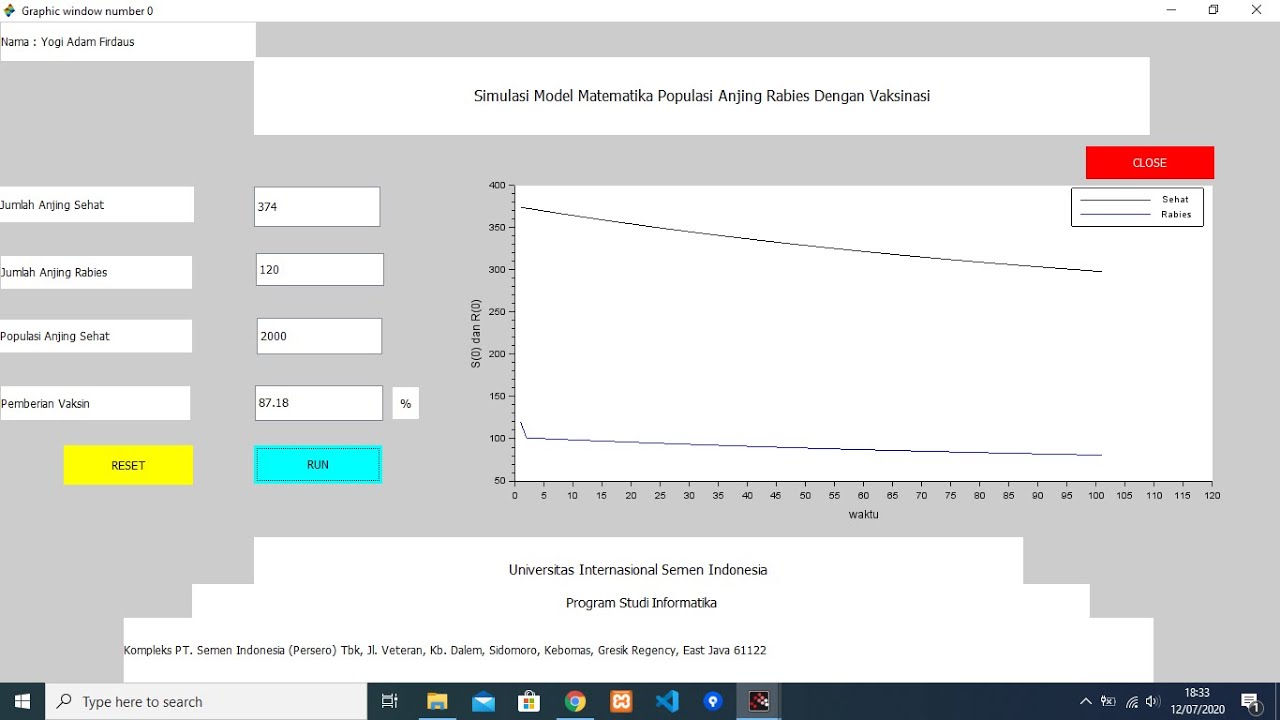 Graphic window number 0
Nama : Yogi Adam Firdaus
Simulasi Model Matematika Populasi Anjing Rabies Dengan Vaksinasi
CLOSE
Jumlah Anjing Sehat
374
Jumlah Anjing Rabies
120
Populasi Anjing Sehat
2000
Pemberian Vaksin
87.18
%
RESET
RUN
Sehat
Rabies
S(0) dan R(0)
400
350
300
250
200
150
100
50
0 5 10 15 20 25 30 35 40 45 50 55 60 65 70 75 80 85 90 95 100 105 110 115 120
waktu
Universitas Internasional Semen Indonesia
Program Studi Informatika
Kompleks PT. Semen Indonesia (Persero) Tbk, Jl. Veteran, Kb. Dalem, Sidomoro, Kebomas, Gresik Regency, East Java 61122
Type here to search
18:33
12/07/2020
1